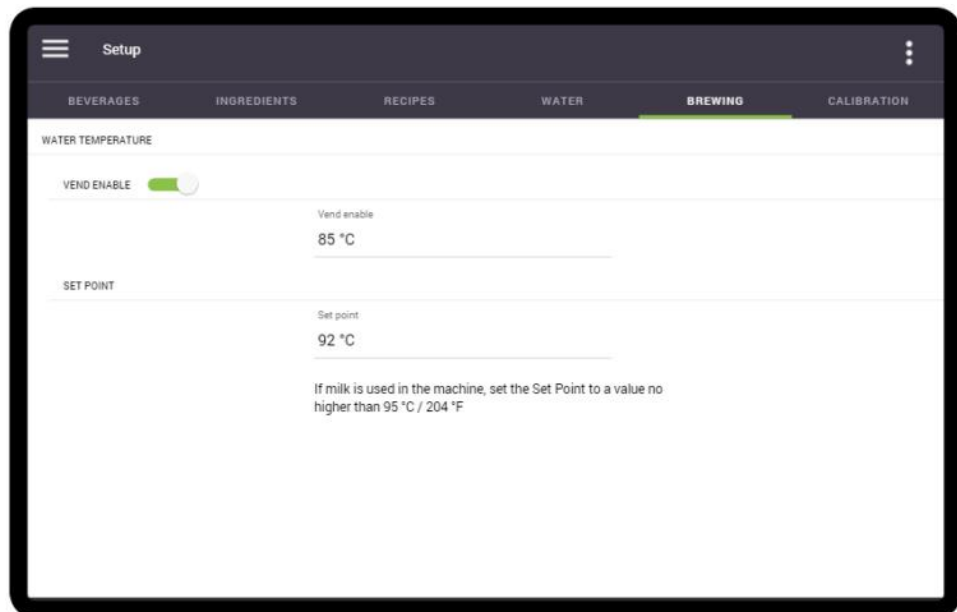 Setup
BEVERAGES INGREDIENTS RECIPES WATER BREWING CALIBRATION
WATER TEMPERATURE
VEND ENABLE
Vend enable
85 °C
SET POINT
Set point
92 °C
If milk is used in the machine, set the Set Point to a value no
higher than 95 °C / 204 °F